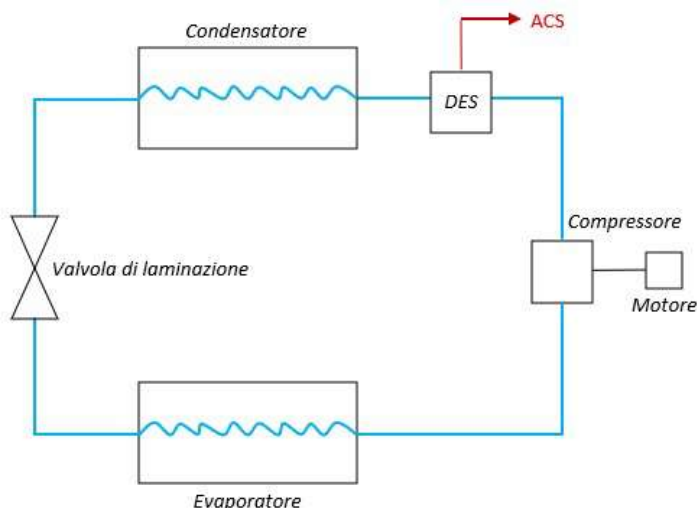 Condensatore
ACS
DES
Compressore
Valvola di laminazione
Motore
Evaporatore